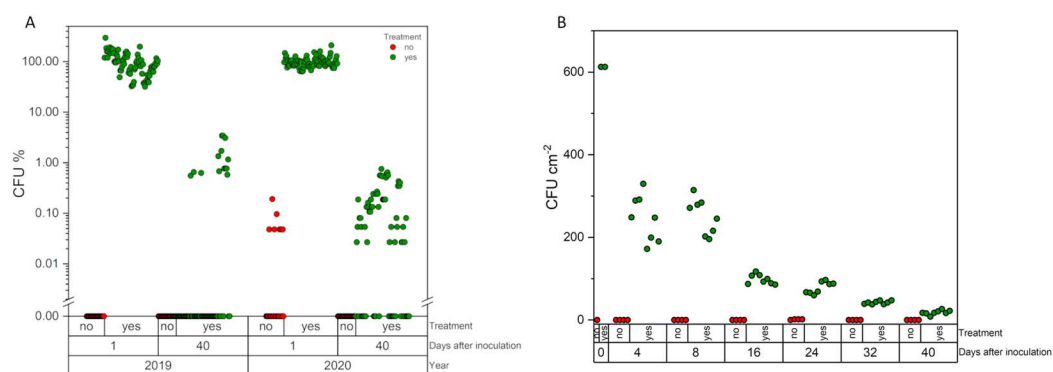 A
Treatment
no
yes
100.00
10.00
1.00
0.10
0.01
0.00
CFU %
no yes no yes no yes no yes Treatment
1 40 1 40 Days after inoculation
2019 2020 Year
B
600
400
200
0
CFU cm-2
no yes no yes no yes no yes no yes no yes no yes Treatment
0 4 8 16 24 32 40 Days after inoculation